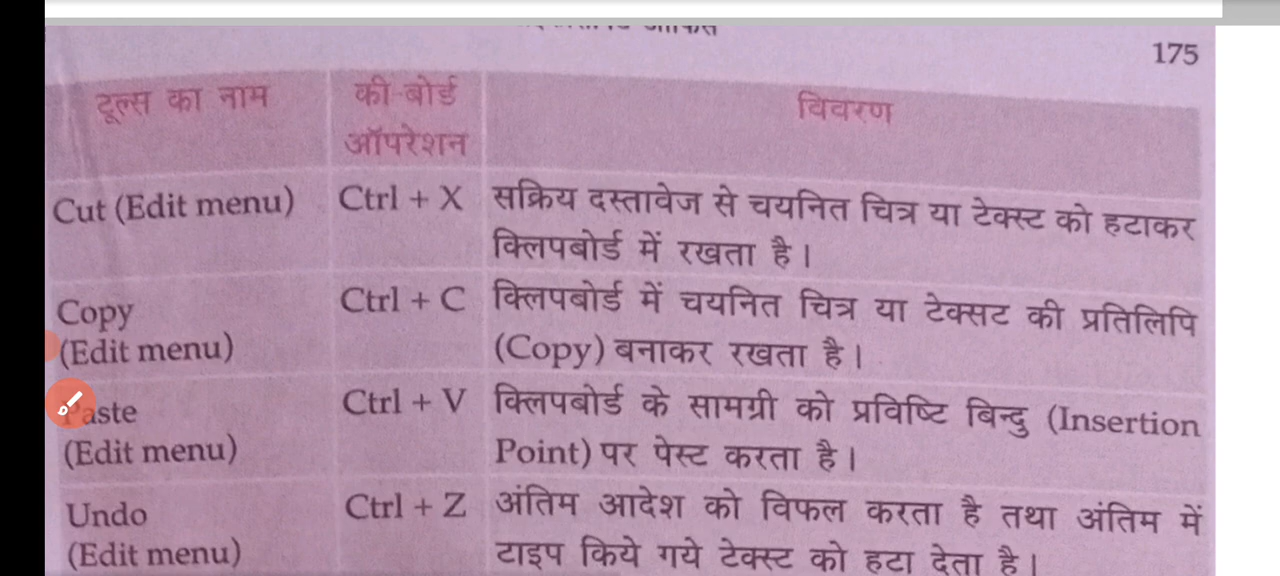 175
टूल्स का नाम
की-बोर्ड
ऑपरेशन
विवरण
Cut (Edit menu)
Ctrl + X
सक्रिय दस्तावेज से चयनित चित्र या टेक्स्ट को हटाकर
क्लिपबोर्ड में रखता है।
Copy
(Edit menu)
Ctrl + C
क्लिपबोर्ड में चयनित चित्र या टेक्सट की प्रतिलिपि
(Copy) बनाकर रखता है।
Paste
(Edit menu)
Ctrl + V
क्लिपबोर्ड के सामग्री को प्रविष्टि बिन्दु (Insertion
Point) पर पेस्ट करता है।
Undo
(Edit menu)
Ctrl + Z
अंतिम आदेश को विफल करता है तथा अंतिम में
टाइप किये गये टेक्स्ट को हटा देता है।